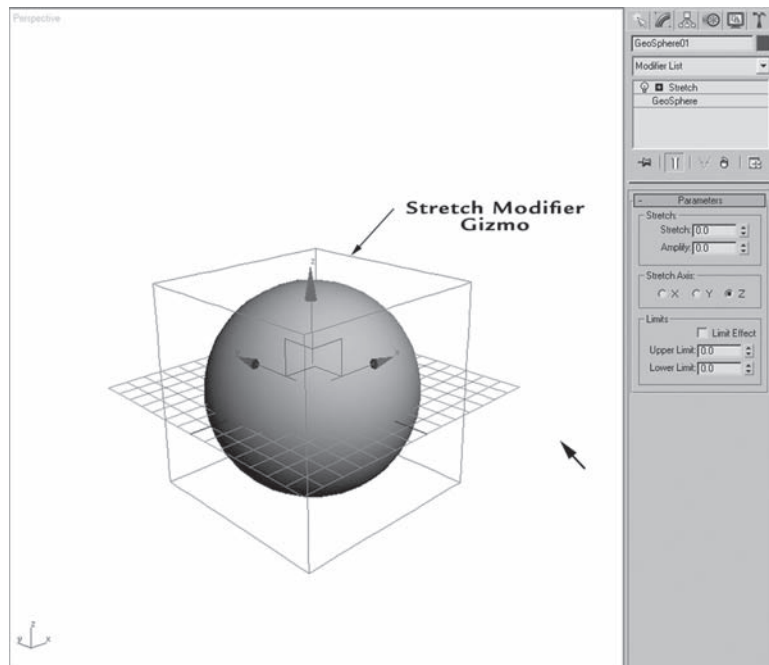 Perspective
GeoSphere01
Modifier List
Stretch
GeoSphere
Stretch Modifier
Gizmo
- Parameters
Stretch:
Stretch: 0.0
Amplify: 0.0
Stretch Axis:
X Y Z
Limits
Limit Effect
Upper Limit: 0.0
Lower Limit: 0.0
z
x
z
y x